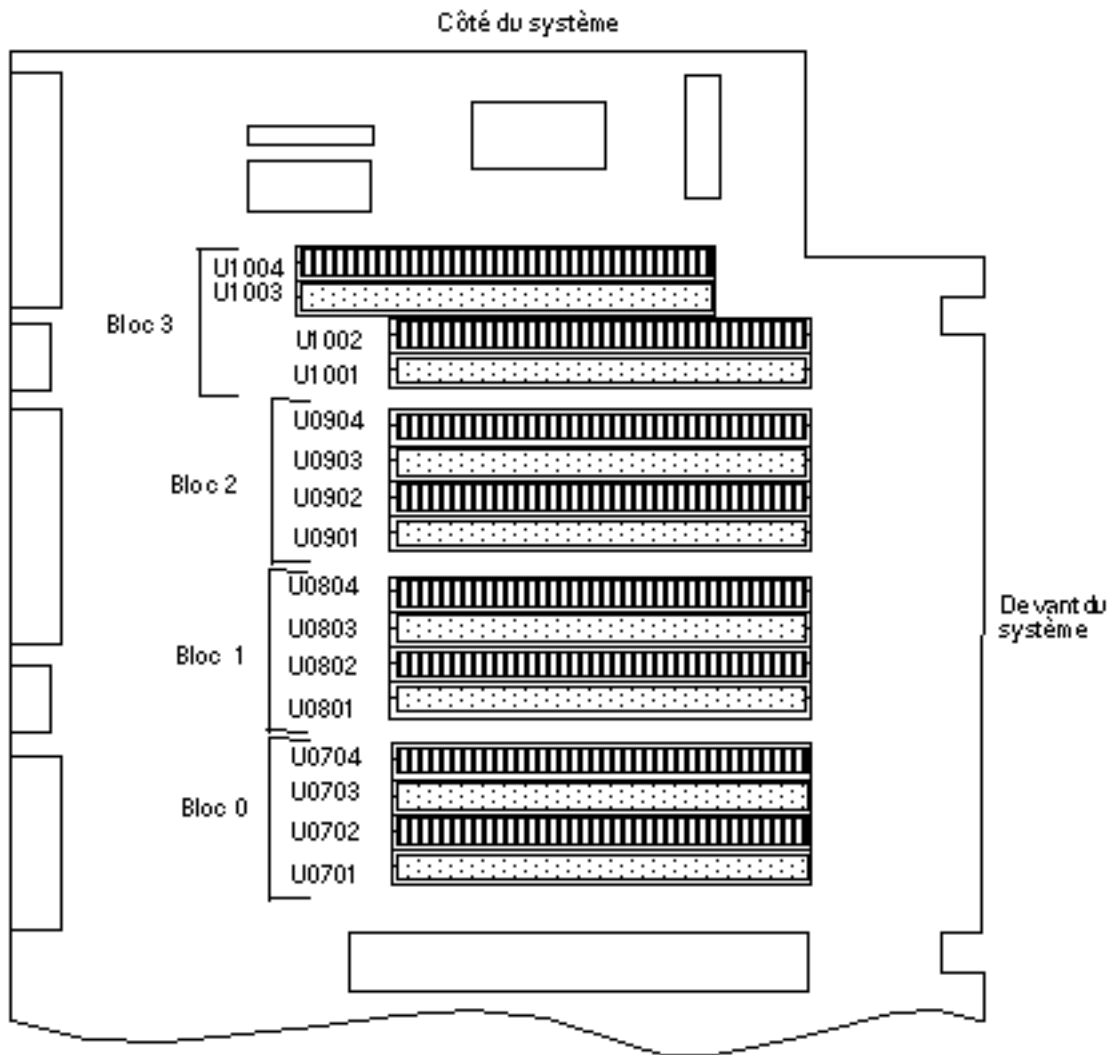 Côté du système
U1004
U1003
Bloc 3
U1002
U1001
U0904
U0903
Bloc 2
U0902
U0901
U0804
U0803
Bloc 1
U0802
U0801
U0704
U0703
Bloc 0
U0702
U0701
Devant du
système